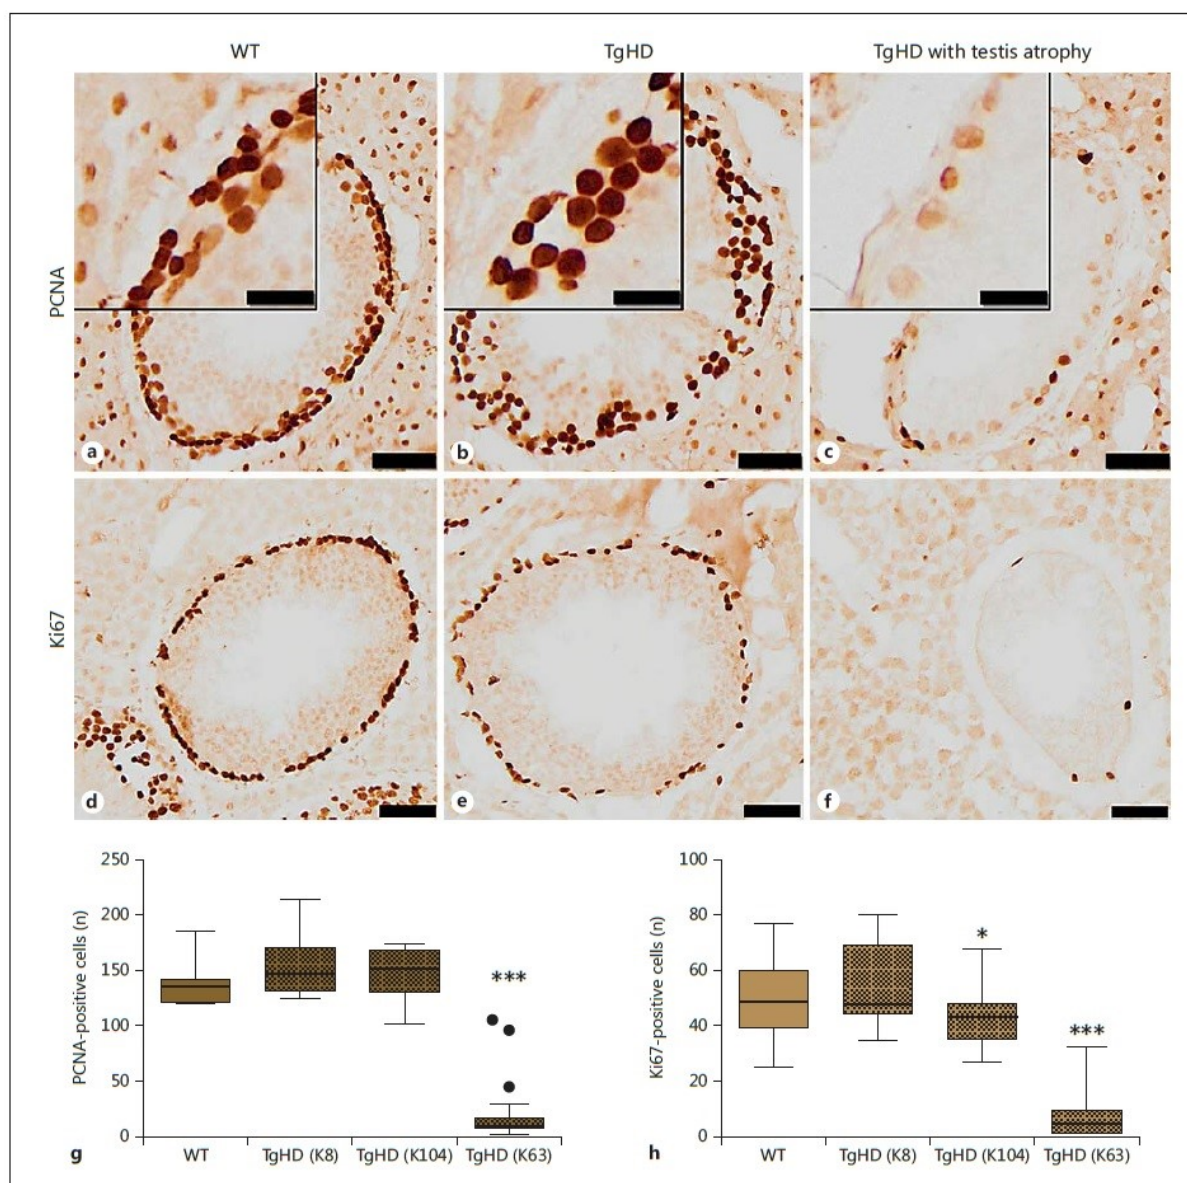 WT TgHD TgHD with testis atrophy
PCNA
a b c
Ki67
d e f
PCNA-positive cells (n)
250
200
150
100
50
0
***
WT TgHD (K8) TgHD (K104) TgHD (K63)
g
Ki67-positive cells (n)
100
80
60
40
20
0
*
***
WT TgHD (K8) TgHD (K104) TgHD (K63)
h